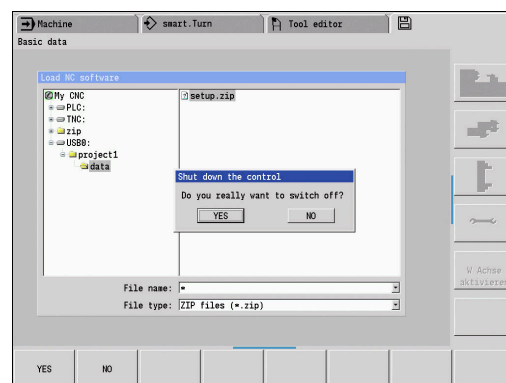 Machine
smart.Turn
Tool editor
Basic data
Load NC software
My CNC
PLC:
TNC:
zip
USB0:
project1
data
setup.zip
Shut down the control
Do you really want to switch off?
YES NO
File name: *
File type: ZIP files (*.zip)
W Achse
aktivieren
YES NO